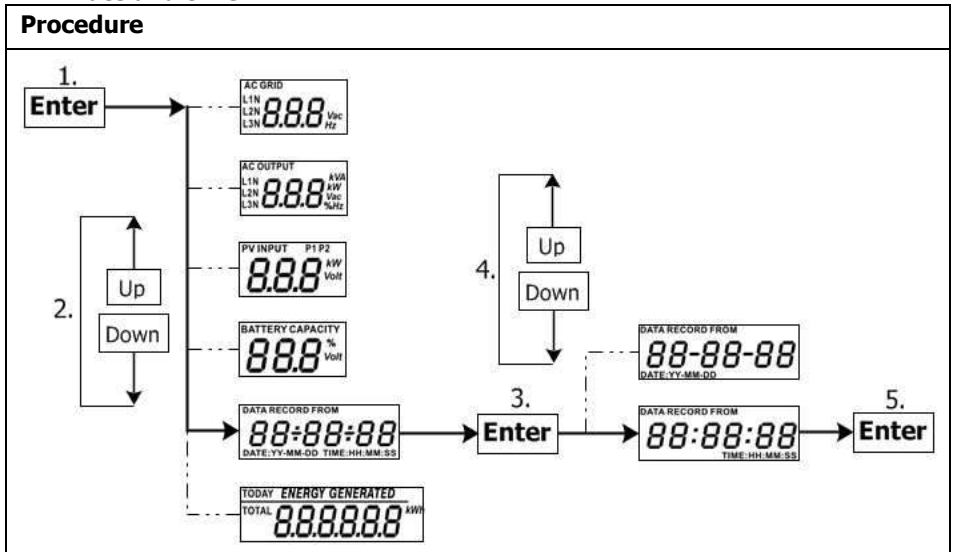 Procedure
1.
Enter
AC GRID
L1N
L2N
L3N
8.8.8
Vac
Hz
AC OUTPUT
L1N
L2N
L3N
8.8.8
kVA
kW
Vac
%Hz
2.
Up
Down
PV INPUT P1 P2
8.8.8
kW
Volt
BATTERY CAPACITY
88.8
%
Volt
DATA RECORD FROM
88÷88÷88
DATE:YY-MM-DD TIME:HH:MM:SS
TODAY ENERGY GENERATED
TOTAL
8.8.8.8.8.8
kWh
3.
Enter
4.
Up
Down
DATA RECORD FROM
88-88-88
DATE:YY-MM-DD
DATA RECORD FROM
88:88:88
TIME:HH:MM:SS
5.
Enter